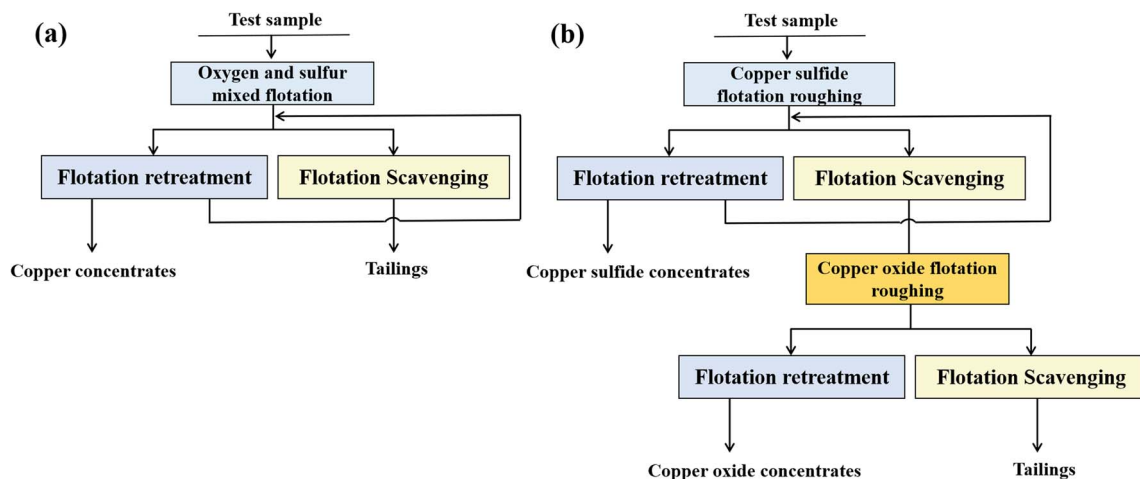 (a)
Test sample
Oxygen and sulfur
mixed flotation
Flotation retreatment
Flotation Scavenging
Copper concentrates
Tailings
(b)
Test sample
Copper sulfide
flotation roughing
Flotation retreatment
Flotation Scavenging
Copper sulfide concentrates
Copper oxide flotation
roughing
Flotation retreatment
Flotation Scavenging
Copper oxide concentrates
Tailings